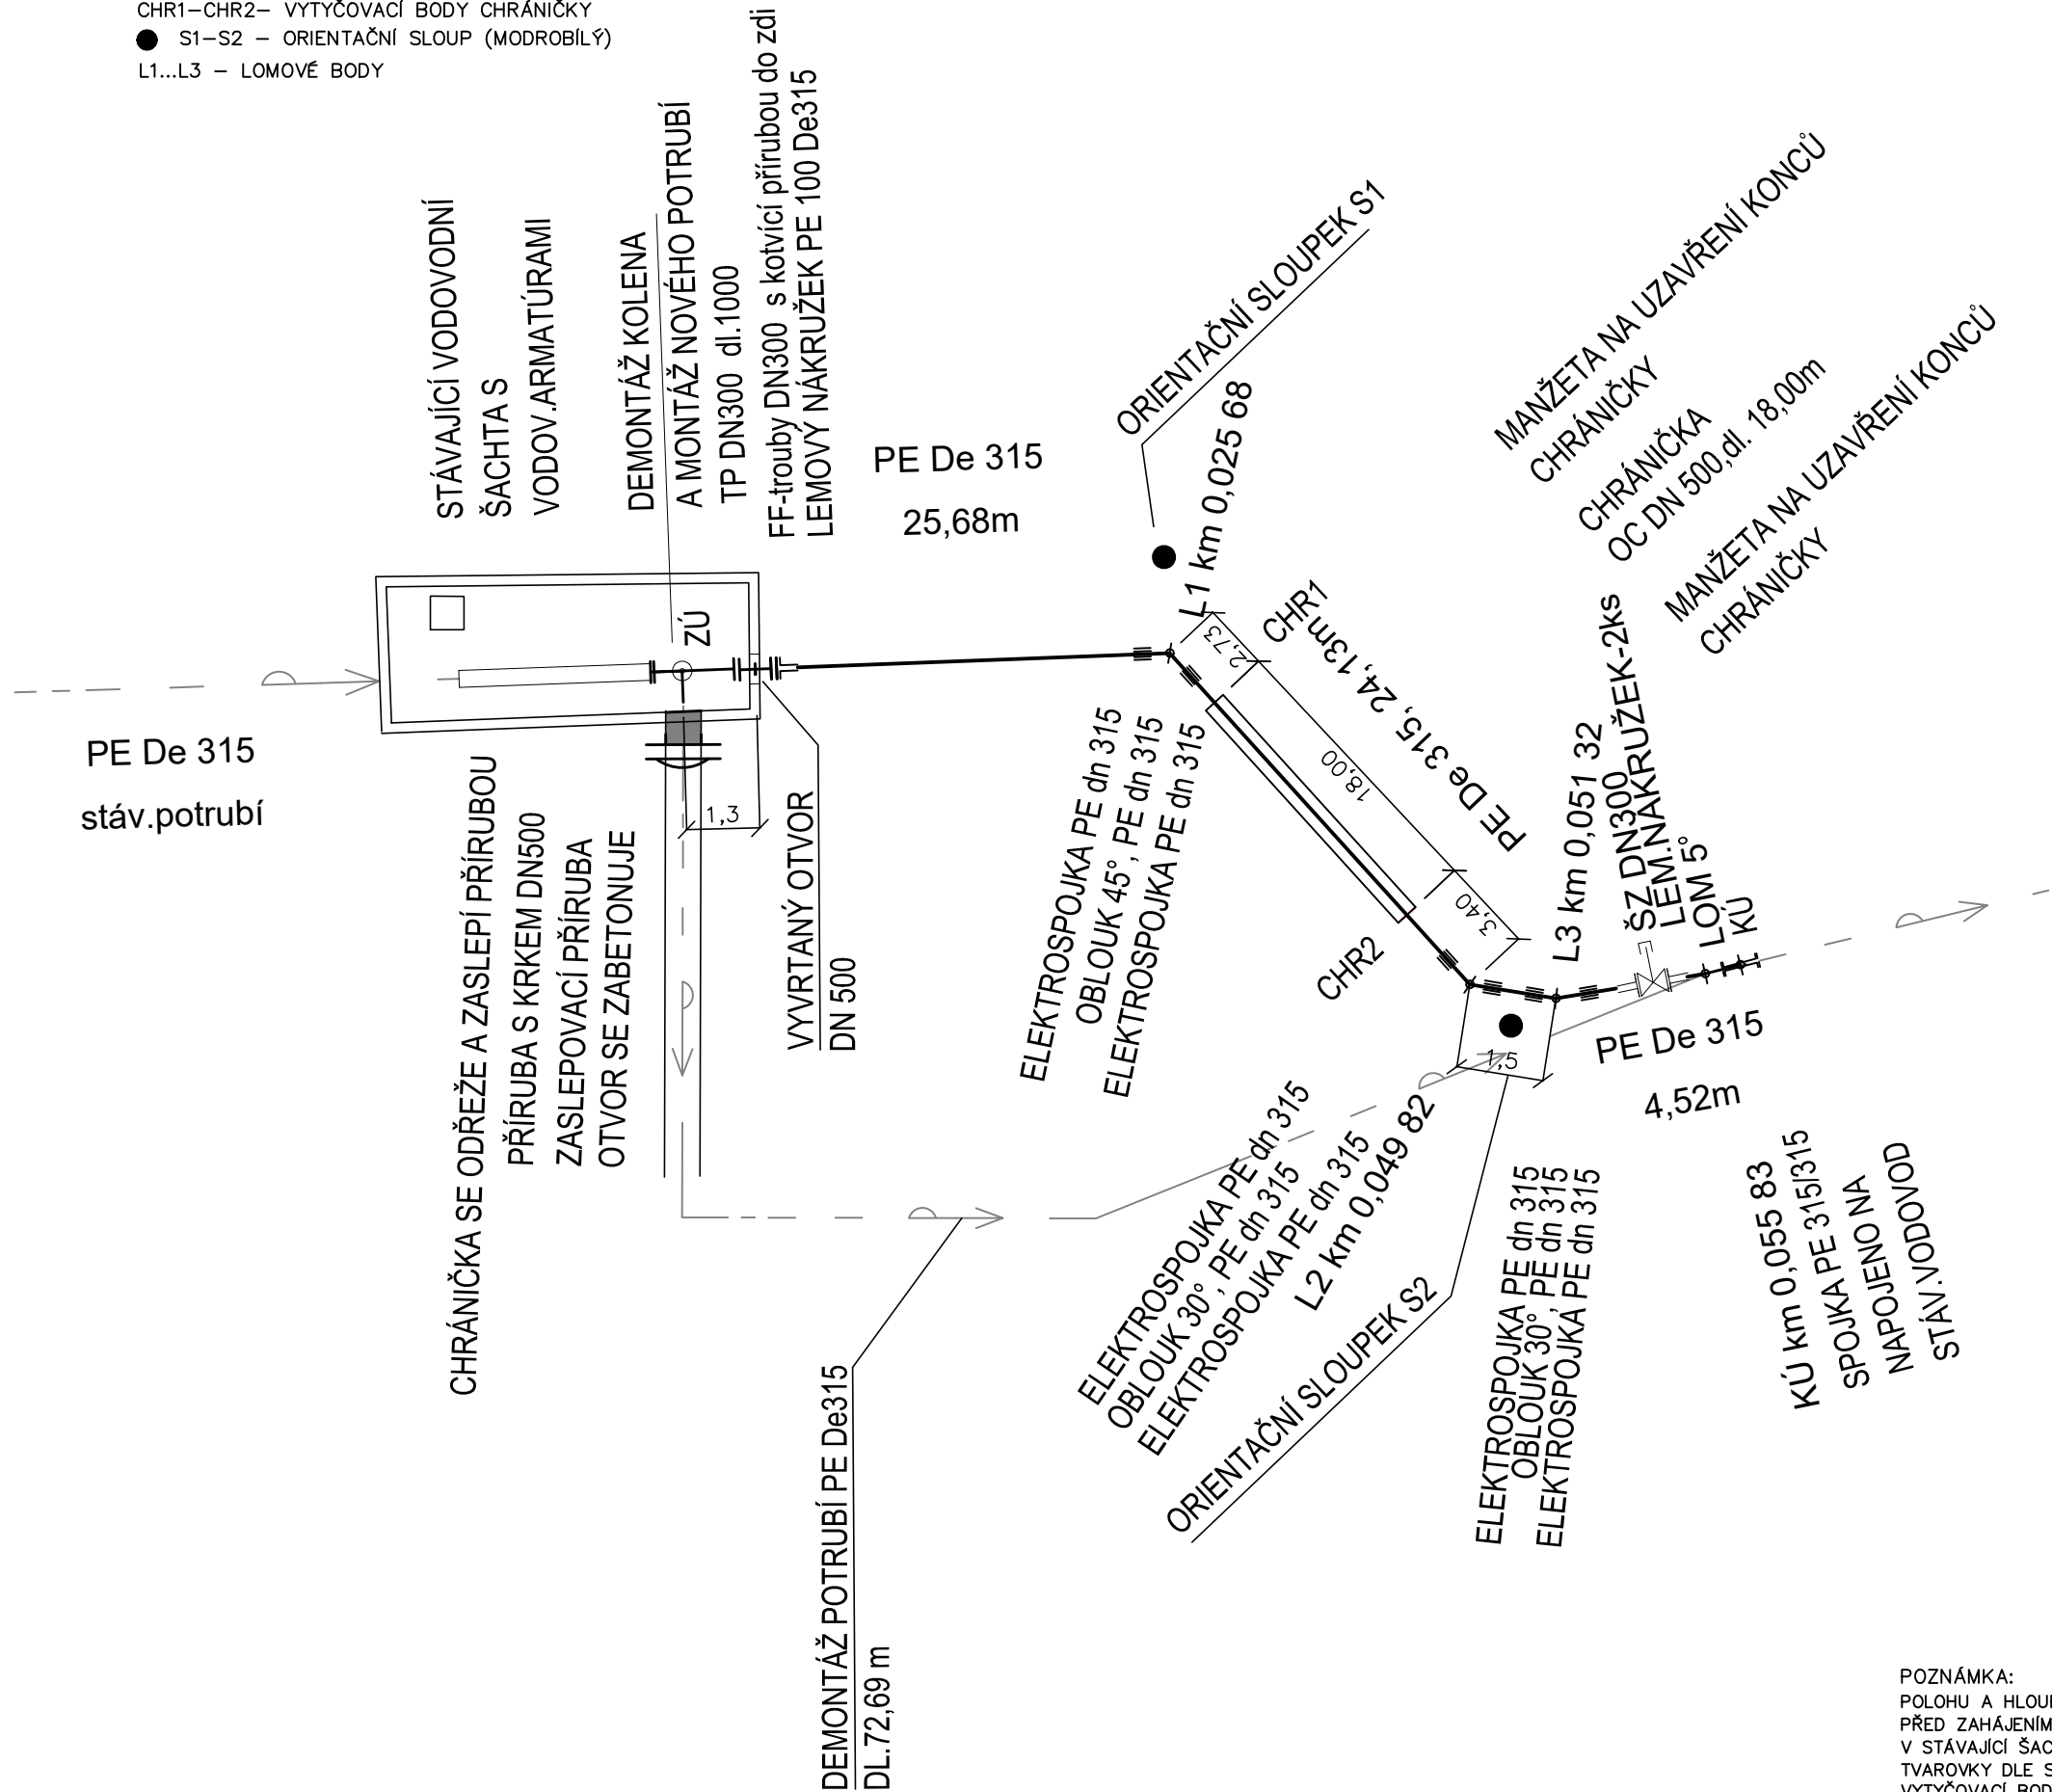 CHR1-CHR2- VYTYČOVACÍ BODY CHRÁNIČKY
S1-S2 - ORIENTAČNÍ SLOUP (MODROBÍLÝ)
L1...L3 - LOMOVÉ BODY
STÁVAJÍCÍ VODOVODNÍ
ŠACHTA S
VODOV.ARMATÚRAMI
DEMONTÁŽ KOLENA
A MONTÁŽ NOVÉHO POTRUBÍ
TP DN300 dl.1000
FF-trouby DN300 s kotvící přírubou do zdi
LEMOVÝ NÁKRUŽEK PE 100 De315
PE De 315
25,68m
ORIENTAČNÍ SLOUPEK S1
L1 km 0,025 68
MANŽETA NA UZAVŘENÍ KONCŮ
CHRÁNIČKY
CHRÁNIČKA
OC DN 500,dl. 18,00m
MANŽETA NA UZAVŘENÍ KONCŮ
CHRÁNIČKY
ZÚ
CHR1
2,73
18,00
3,40
PE De 315, 24,13m
CHR2
PE De 315
stáv.potrubí
1,3
VYVRTANÝ OTVOR
DN 500
CHRÁNIČKA SE ODŘEŽE A ZASLEPÍ PŘÍRUBOU
PŘÍRUBA S KRKEM DN500
ZASLEPOVACÍ PŘÍRUBA
OTVOR SE ZABETONUJE
ELEKTROSPOJKA PE dn 315
OBLOUK 45°, PE dn 315
ELEKTROSPOJKA PE dn 315
L3 km 0,051 32
ŠZ DN300
LEM.NÁKRUŽEK-2ks
LOM 5°
KÚ
1,5
PE De 315
4,52m
ELEKTROSPOJKA PE dn 315
OBLOUK 30°, PE dn 315
ELEKTROSPOJKA PE dn 315
L2 km 0,049 82
ORIENTAČNÍ SLOUPEK S2
ELEKTROSPOJKA PE dn 315
OBLOUK 30°, PE dn 315
ELEKTROSPOJKA PE dn 315
KÚ km 0,055 83
SPOJKA PE 315/315
NAPOJENO NA
STÁV.VODOVOD
DEMONTÁŽ POTRUBÍ PE De315
DL.72,69 m
POZNÁMKA:
POLOHU A HLOU
PŘED ZAHÁJENÍM
V STÁVAJÍCÍ ŠAC
TVAROVKY DLE S
VYTYČOVACÍ BOD